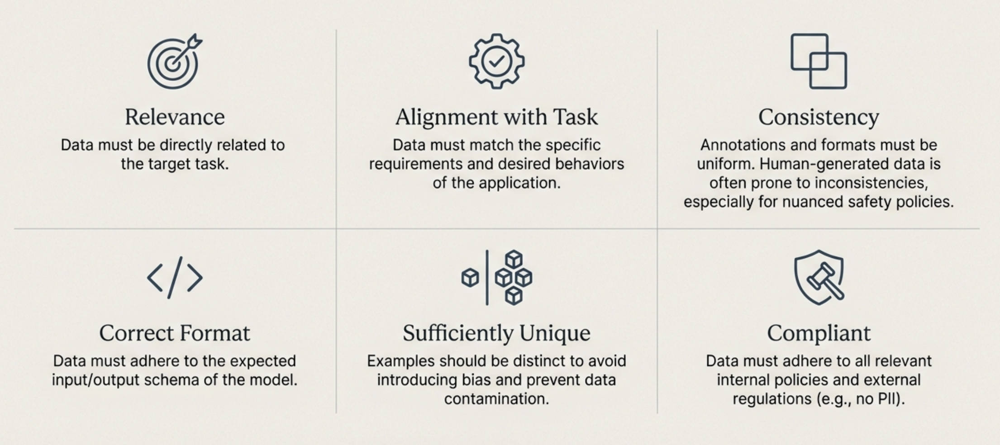 Relevance
Data must be directly related to
the target task.
Alignment with Task
Data must match the specific
requirements and desired behaviors
of the application.
Consistency
Annotations and formats must be
uniform. Human-generated data is
often prone to inconsistencies,
especially for nuanced safety policies.
Correct Format
Data must adhere to the expected
input/output schema of the model.
Sufficiently Unique
Examples should be distinct to avoid
introducing bias and prevent data
contamination.
Compliant
Data must adhere to all relevant
internal policies and external
regulations (e.g., no PII).